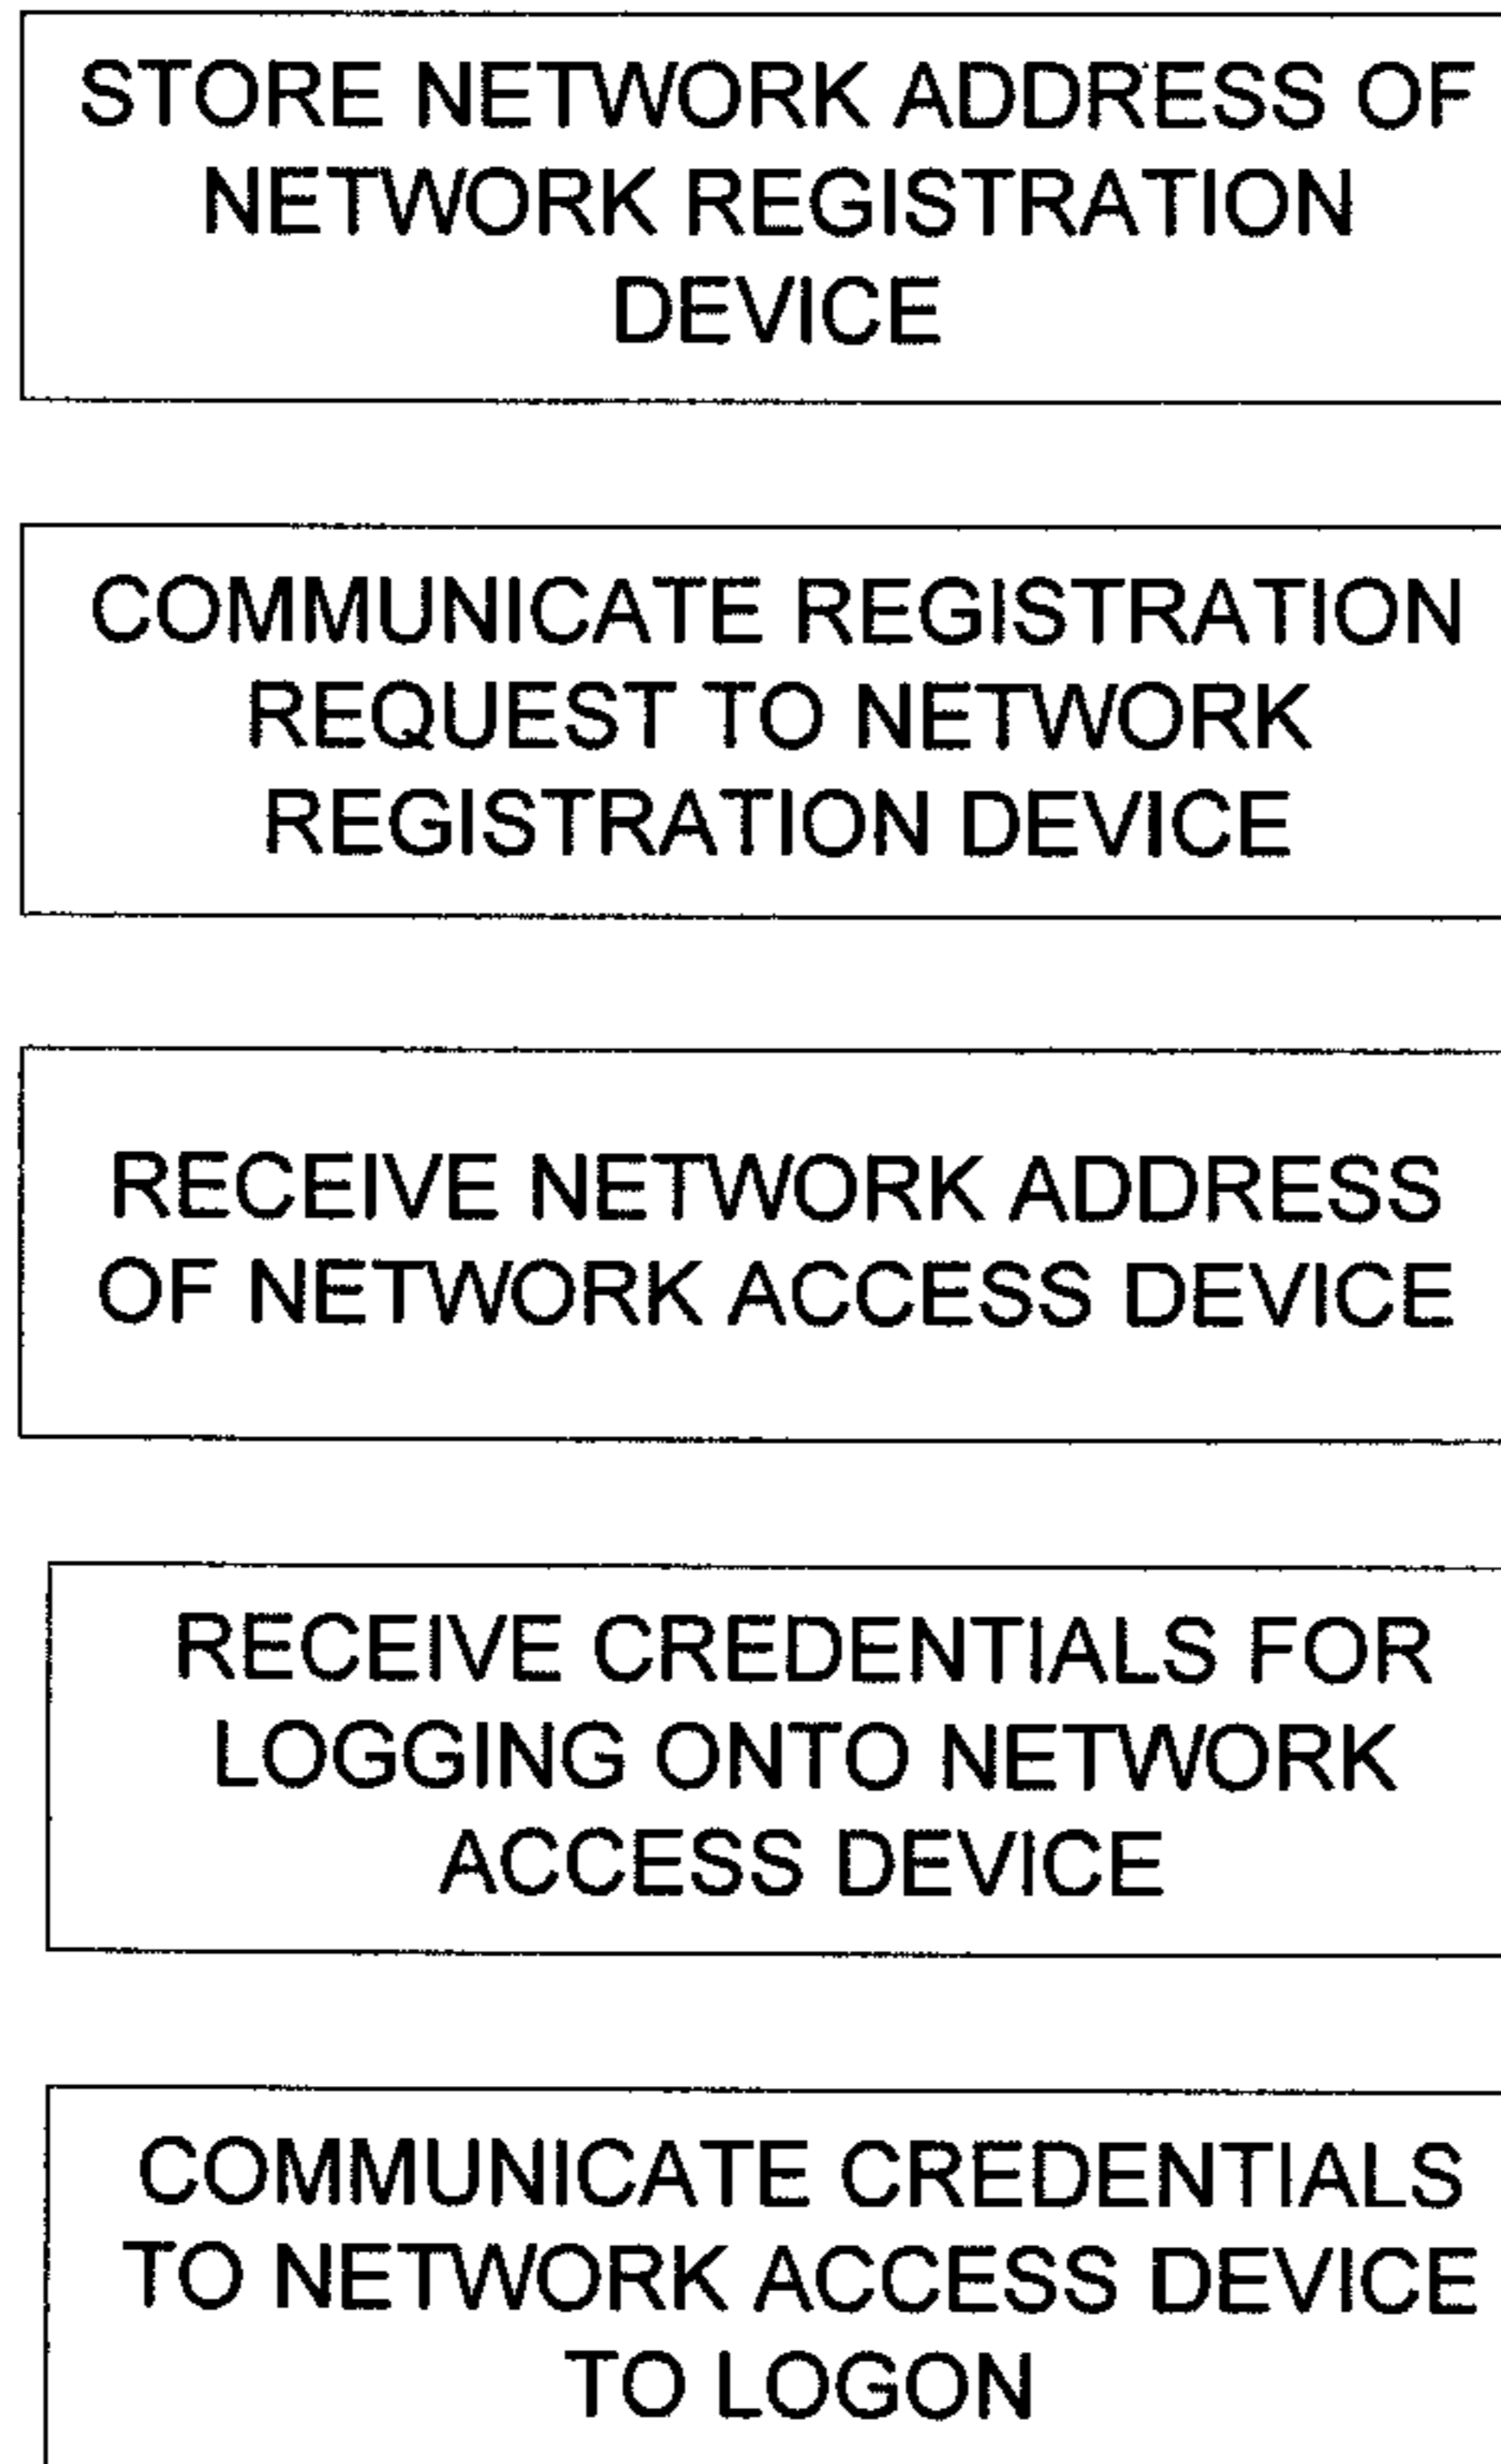 STORE NETWORK ADDRESS OF
NETWORK REGISTRATION
DEVICE
COMMUNICATE REGISTRATION
REQUEST TO NETWORK
REGISTRATION DEVICE
RECEIVE NETWORK ADDRESS
OF NETWORK ACCESS DEVICE
RECEIVE CREDENTIALS FOR
LOGGING ONTO NETWORK
ACCESS DEVICE
COMMUNICATE CREDENTIALS
TO NETWORK ACCESS DEVICE
TO LOGON